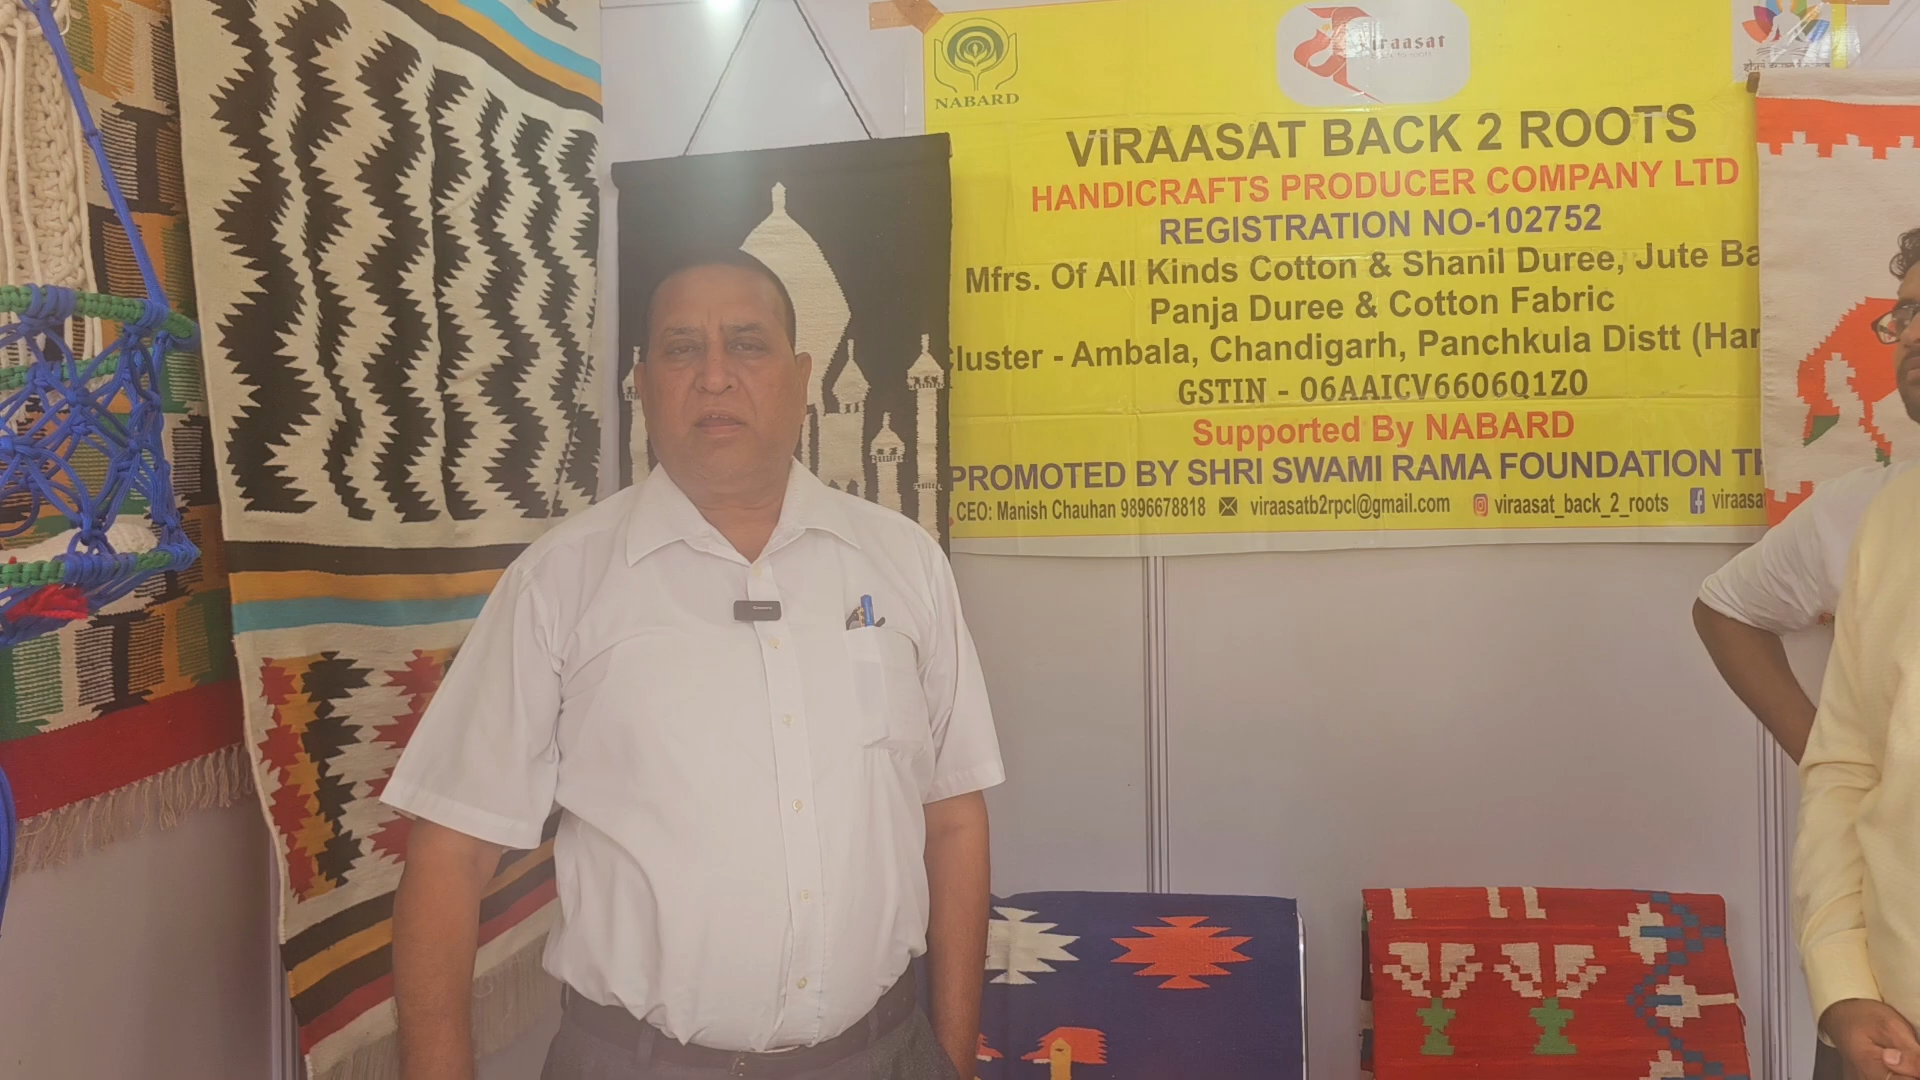 NABARD
viraasat
ViRAASAT BACK 2 ROOTS
HANDICRAFTS PRODUCER COMPANY LTD
REGISTRATION NO-102752
Mfrs. Of All Kinds Cotton & Shanil Duree, Jute Ba
Panja Duree & Cotton Fabric
luster - Ambala, Chandigarh, Panchkula Distt (Har
GSTIN - 06AAICV6606Q1ZO
Supported By NABARD
PROMOTED BY SHRI SWAMI RAMA FOUNDATION
CEO: Manish Chauhan 9896678818 viraasatb2rpcl@gmail.com viraasat_back_2_roots viraasa